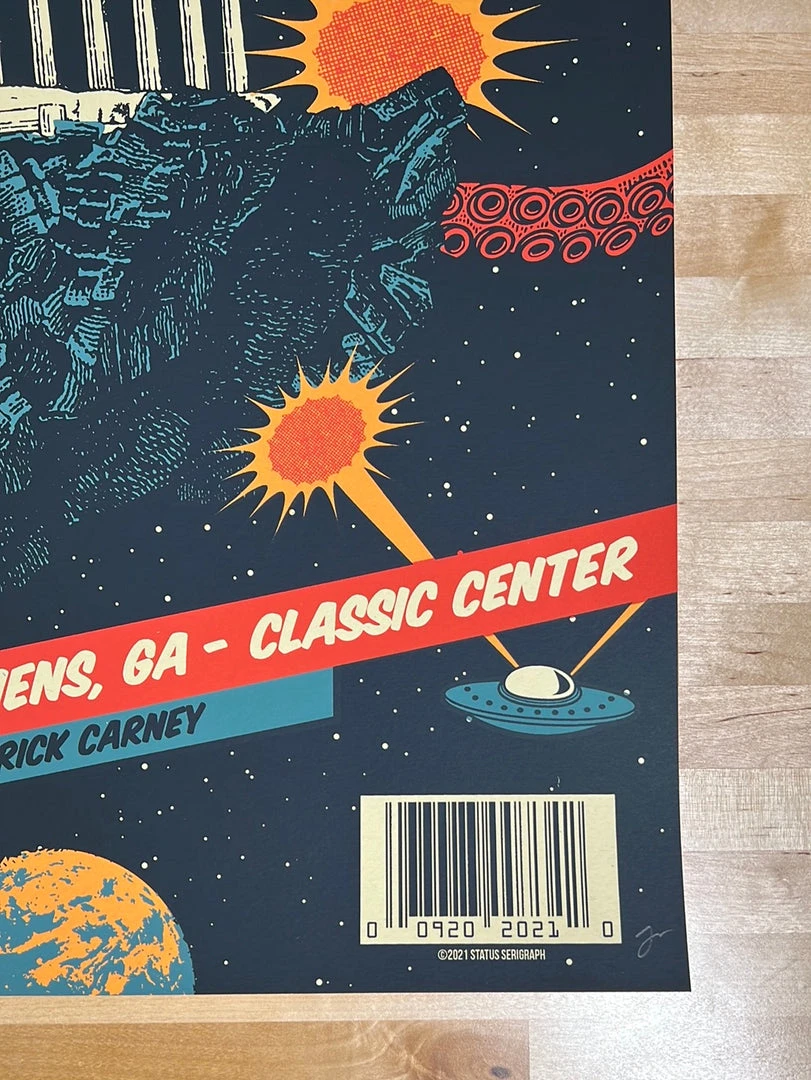 ENS, GA - CLASSIC CENTER
RICK CARNEY
0 0920 2021 0
©2021 STATUS SERIGRAPH